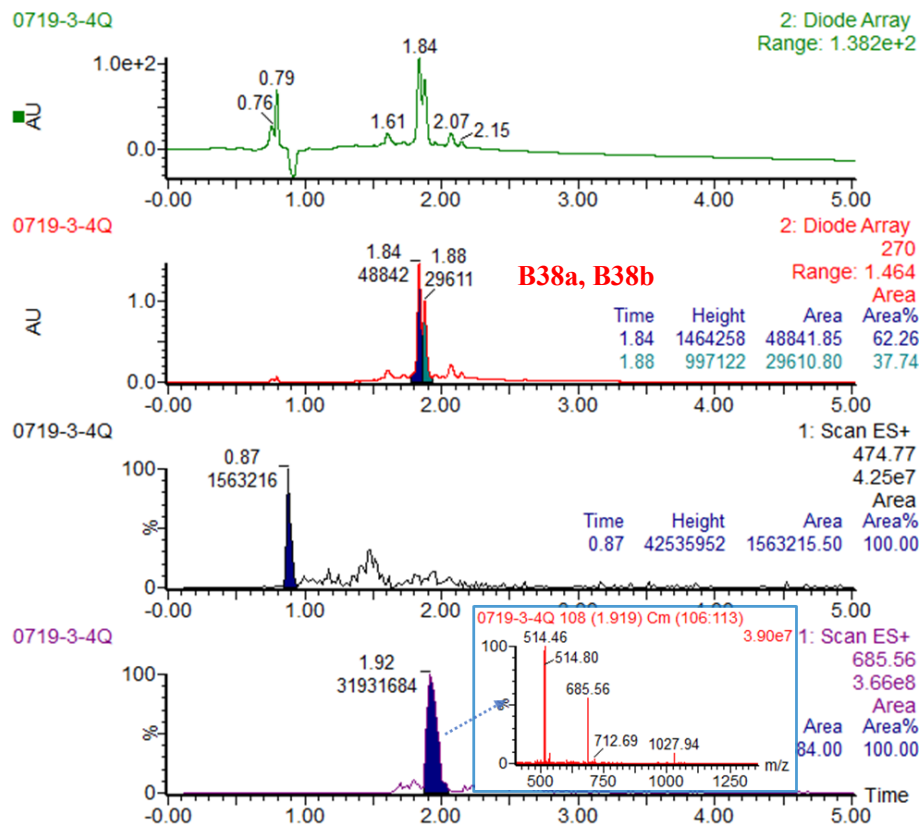 0719-3-4Q
2: Diode Array
Range: 1.382e+2
1.84
1.0e+2
0.79
0.76
1.61
2.07
2.15
AU
0.0
-0.00 1.00 2.00 3.00 4.00 5.00
0719-3-4Q
2: Diode Array
270
Range: 1.464
Area
1.84
48842
1.88
29611
B38a, B38b
AU
1.0
0.0
Time Height Area Area%
1.84 1464258 48841.85 62.26
1.88 997122 29610.80 37.74
-0.00 1.00 2.00 3.00 4.00 5.00
0719-3-4Q
1: Scan ES+
474.77
4.25e7
Area
0.87
1563216
100
%
0
Time Height Area Area%
0.87 42535952 1563215.50 100.00
-0.00 1.00 2.00 3.00 4.00 5.00
0719-3-4Q
1: Scan ES+
685.56
3.66e8
Area
1.92
31931684
100
%
0
Area Area%
84.00 100.00
0719-3-4Q 108 (1.919) Cm (106:113)
3.90e7
514.46
100
514.80
685.56
%
712.69
1027.94
0
m/z
500 750 1000 1250
Time
-0.00 1.00 2.00 3.00 4.00 5.00